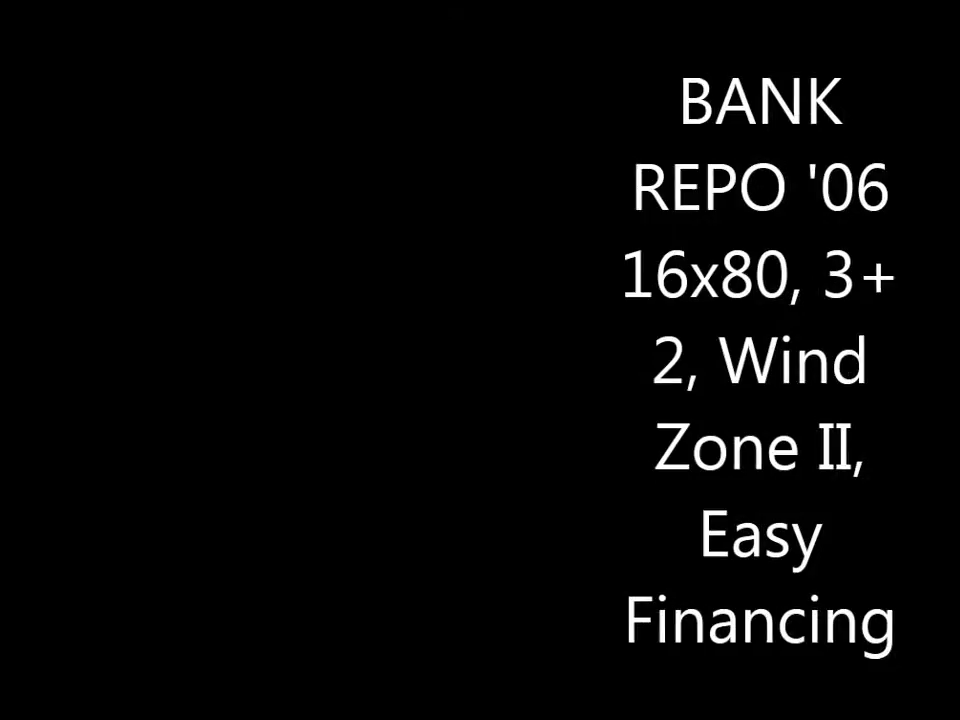 BANK
REPO '06
16x80, 3+
2, Wind
Zone II,
Easy
Financing